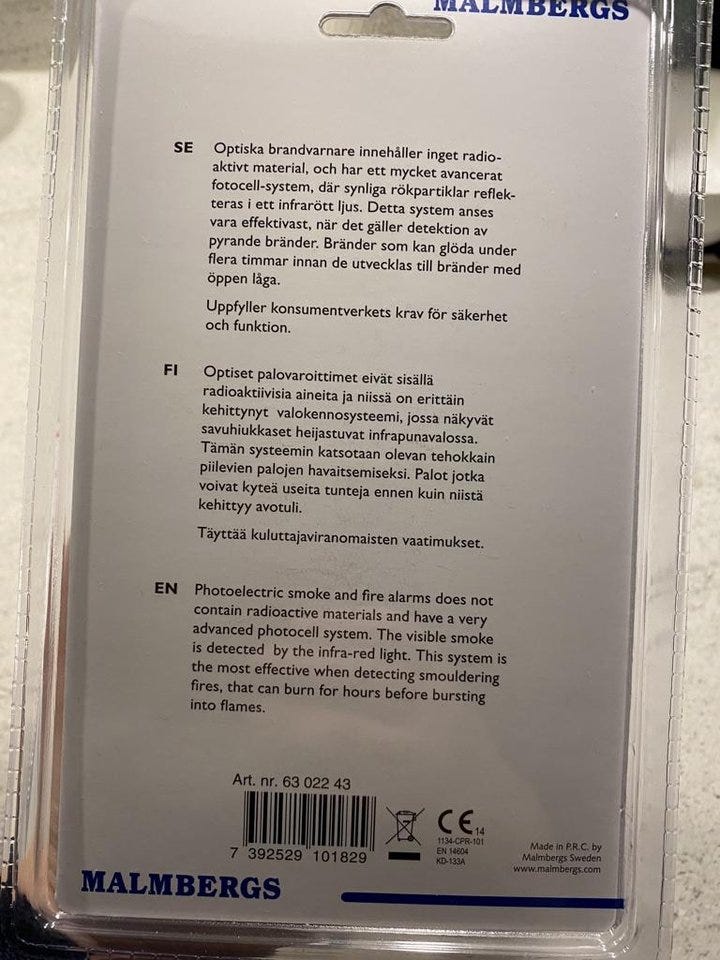 MALMBERGS
SE Optiska brandvarnare innehåller inget radio-
aktivt material, och har ett mycket avancerat
fotocell-system, där synliga rökpartiklar reflek-
teras i ett infrarött ljus. Detta system anses
vara effektivast, när det gäller detektion av
pyrande bränder. Bränder som kan glöda under
flera timmar innan de utvecklas till bränder med
öppen låga.
Uppfyller konsumentverkets krav för säkerhet
och funktion.
FI Optiset palovaroittimet eivät sisällä
radioaktiivisia aineita ja niissä on erittäin
kehittynyt valokennosysteemi, jossa näkyvät
savuhiukkaset heijastuvat infrapunavalossa.
Tämän systeemin katsotaan olevan tehokkain
piilevien palojen havaitsemiseksi. Palot jotka
voivat kyteä useita tunteja ennen kuin niistä
kehittyy avotuli.
Täyttää kuluttajaviranomaisten vaatimukset.
EN Photoelectric smoke and fire alarms does not
contain radioactive materials and have a very
advanced photocell system. The visible smoke
is detected by the infra-red light. This system is
the most effective when detecting smouldering
fires, that can burn for hours before bursting
into flames.
Art. nr. 63 022 43
7 392529 101829
CE 14
1134-CPR-101
EN 14604
KD-133A
Made in P.R.C. by
Malmbergs Sweden
www.malmbergs.com
MALMBERGS